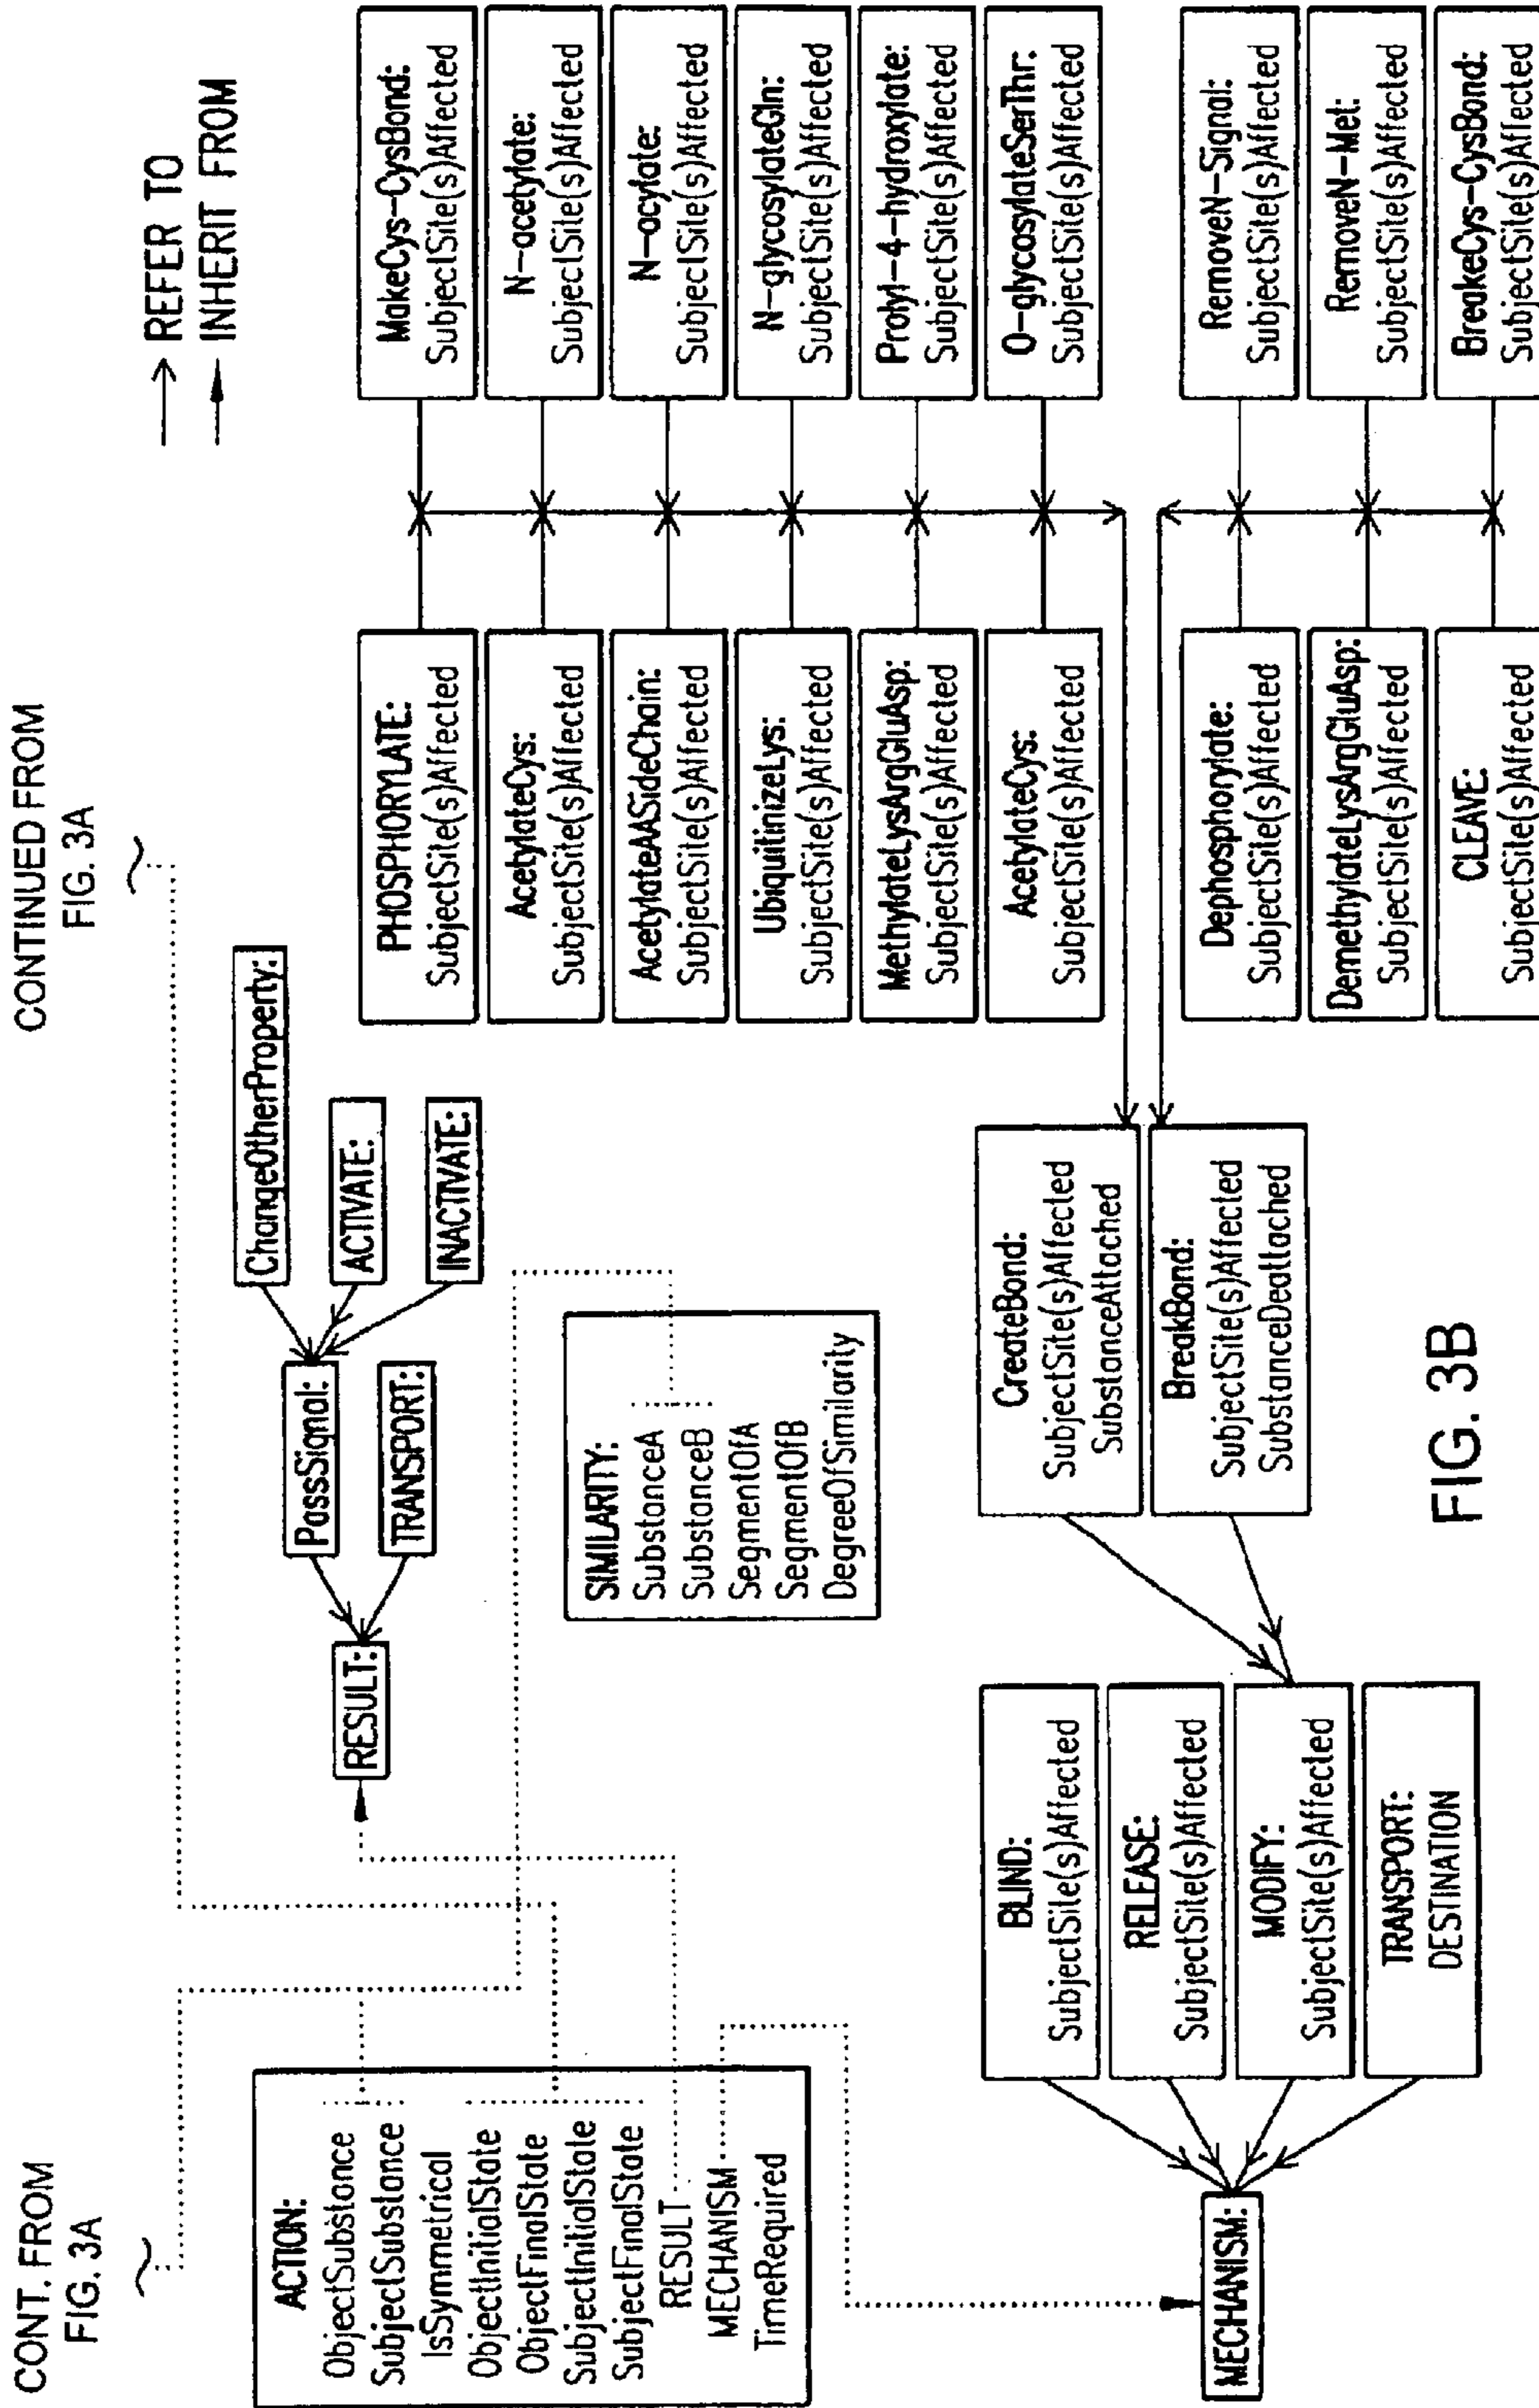 CONT. FROM
FIG. 3A
CONTINUED FROM
FIG. 3A
REFER TO
INHERIT FROM
ACTION:
ObjectSubstance
SubjectSubstance
IsSymmetrical
ObjectInitialState
ObjectFinalState
SubjectInitialState
SubjectFinalState
RESULT
MECHANISM
TimeRequired
RESULT:
PassSignal:
TRANSPORT:
ChangeOtherProperty:
ACTIVATE:
INACTIVATE:
SIMILARITY:
SubstanceA
SubstanceB
SegmentOfA
SegmentOfB
DegreeOfSimilarity
MECHANISM:
BLIND:
SubjectSite(s)Affected
RELEASE:
SubjectSite(s)Affected
MODIFY:
SubjectSite(s)Affected
TRANSPORT:
DESTINATION
CreateBond:
SubjectSite(s)Affected
SubstanceAttached
BreakBond:
SubjectSite(s)Affected
SubstanceDeattached
PHOSPHORYLATE:
SubjectSite(s)Affected
AcetylateCys:
SubjectSite(s)Affected
AcetylateAASideChain:
SubjectSite(s)Affected
UbiquitinizeLys:
SubjectSite(s)Affected
MethylateLysArgGluAsp:
SubjectSite(s)Affected
AcetylateCys:
SubjectSite(s)Affected
MakeCys-CysBond:
SubjectSite(s)Affected
N-acetylate:
SubjectSite(s)Affected
N-ocylate:
SubjectSite(s)Affected
N-glycosylateGln:
SubjectSite(s)Affected
Prolyl-4-hydroxylate:
SubjectSite(s)Affected
O-glycosylateSerThr:
SubjectSite(s)Affected
Dephosphorylate:
SubjectSite(s)Affected
DemethylateLysArgGluAsp:
SubjectSite(s)Affected
CLEAVE:
SubjectSite(s)Affected
RemoveN-Signal:
SubjectSite(s)Affected
RemoveN-Met:
SubjectSite(s)Affected
BreakeCys-CysBond:
SubjectSite(s)Affected
FIG. 3B